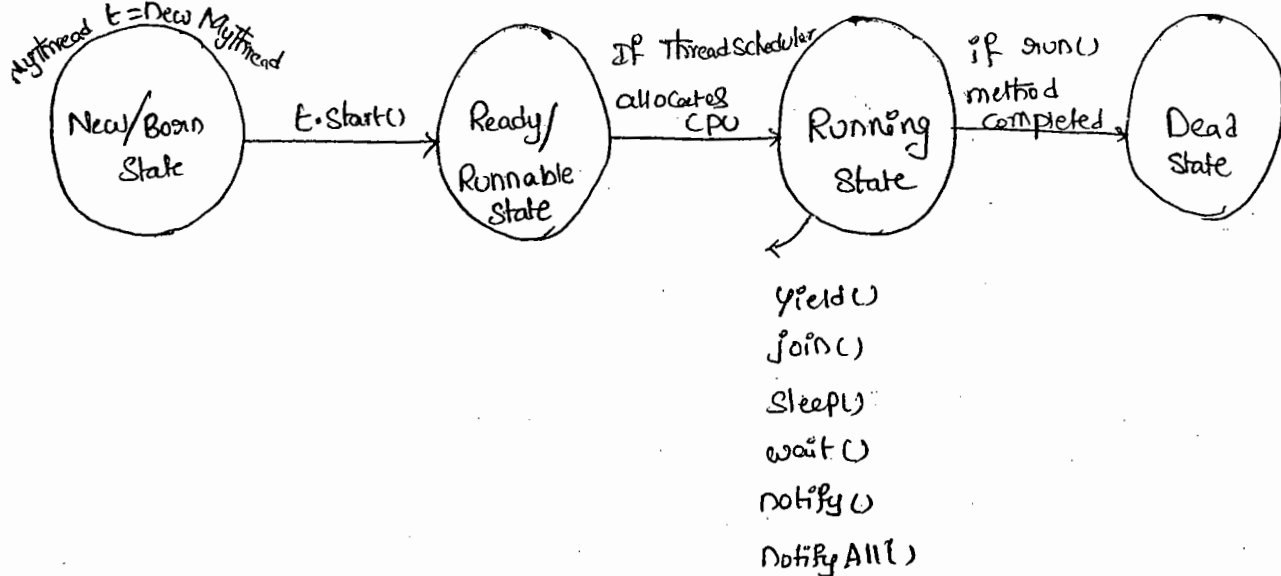 Mythread t=new Mythread
New/Born
State
t.start()
Ready/
Runnable
State
If ThreadScheduler
allocates
CPU
Running
State
if run()
method
completed
Dead
State
yield()
join()
sleep()
wait()
notify()
notifyAll()